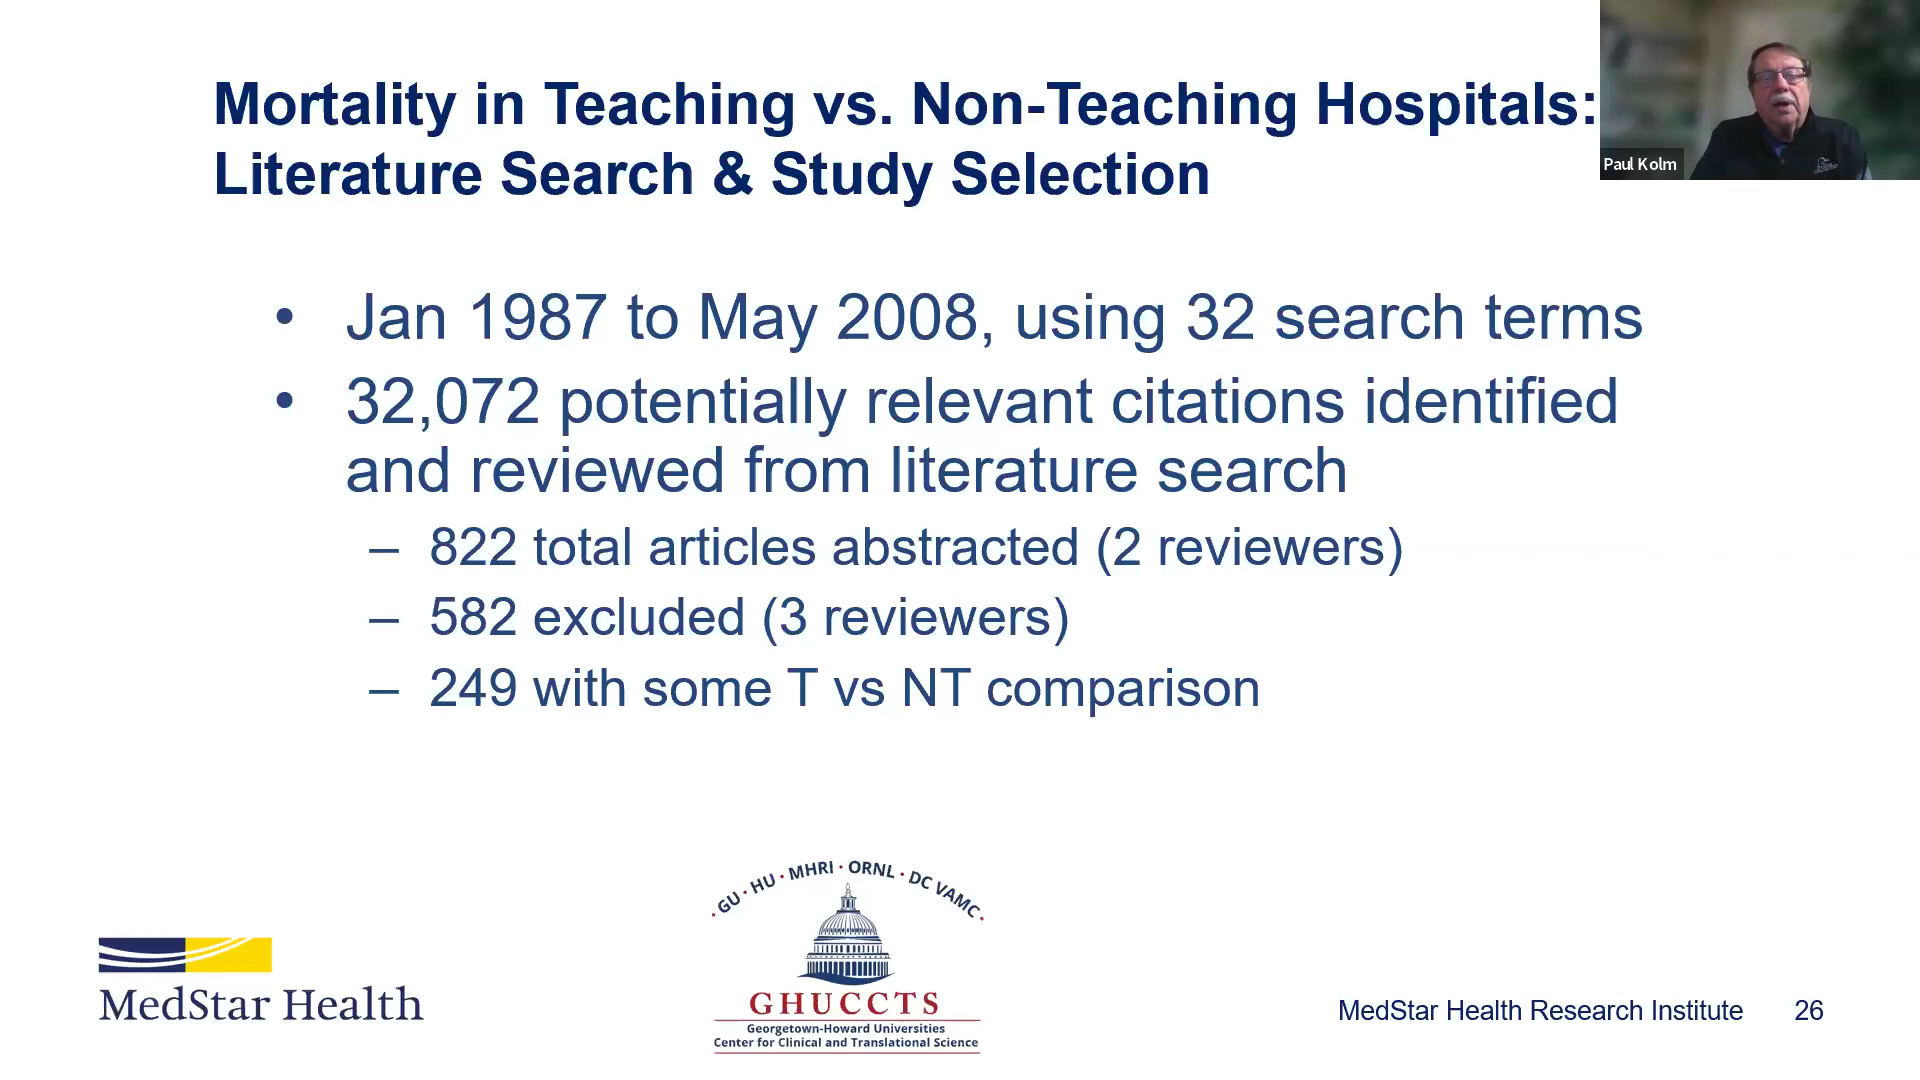 Mortality in Teaching vs. Non-Teaching Hospitals:
Literature Search & Study Selection
Paul Kolm
• Jan 1987 to May 2008, using 32 search terms
• 32,072 potentially relevant citations identified
and reviewed from literature search
– 822 total articles abstracted (2 reviewers)
– 582 excluded (3 reviewers)
– 249 with some T vs NT comparison
· GU · HU · MHRI · ORNL · DC VAMC ·
MedStar Health
GHUCCTS
Georgetown-Howard Universities
Center for Clinical and Translational Science
MedStar Health Research Institute 26